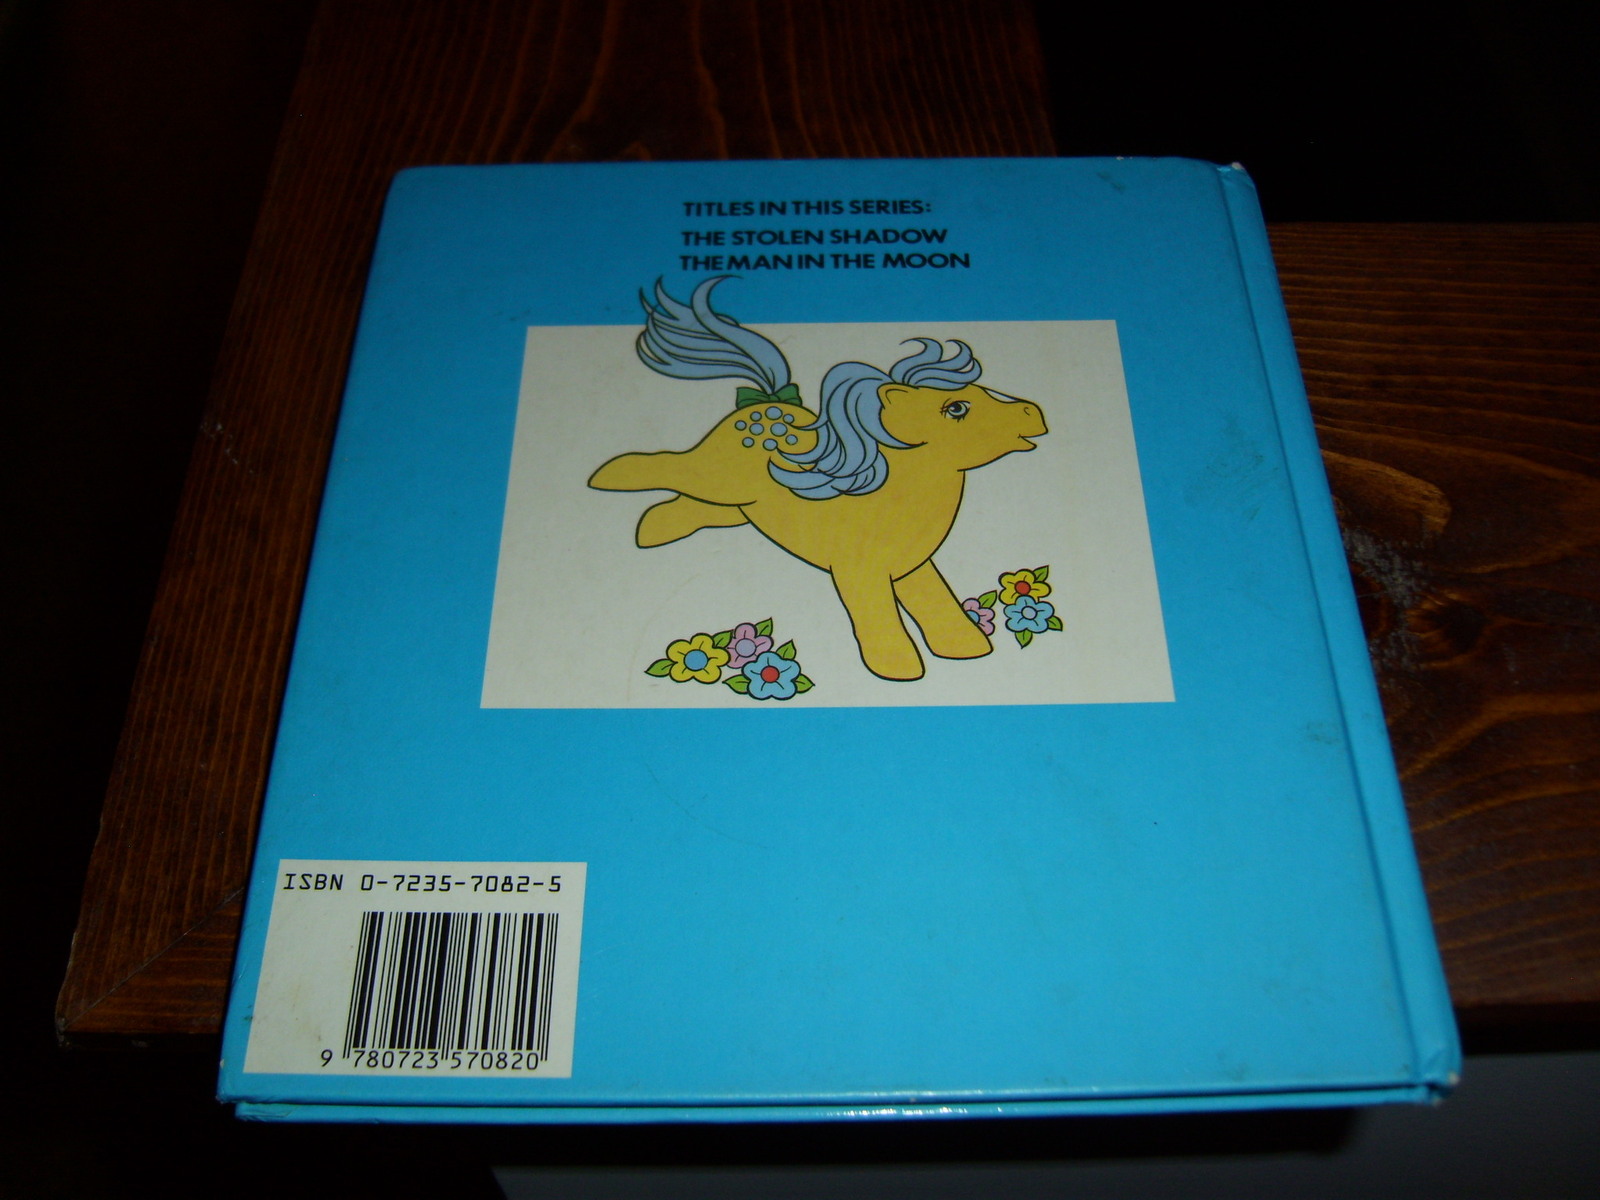 TITLES IN THIS SERIES:
THE STOLEN SHADOW
THE MAN IN THE MOON
ISBN 0-7235-7082-5
9 780723 570820